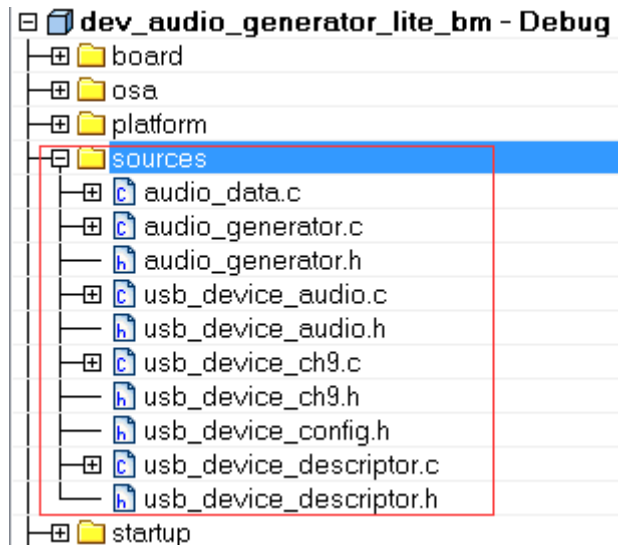 dev_audio_generator_lite_bm - Debug
board
osa
platform
sources
c audio_data.c
c audio_generator.c
h audio_generator.h
c usb_device_audio.c
h usb_device_audio.h
c usb_device_ch9.c
h usb_device_ch9.h
h usb_device_config.h
c usb_device_descriptor.c
h usb_device_descriptor.h
startup